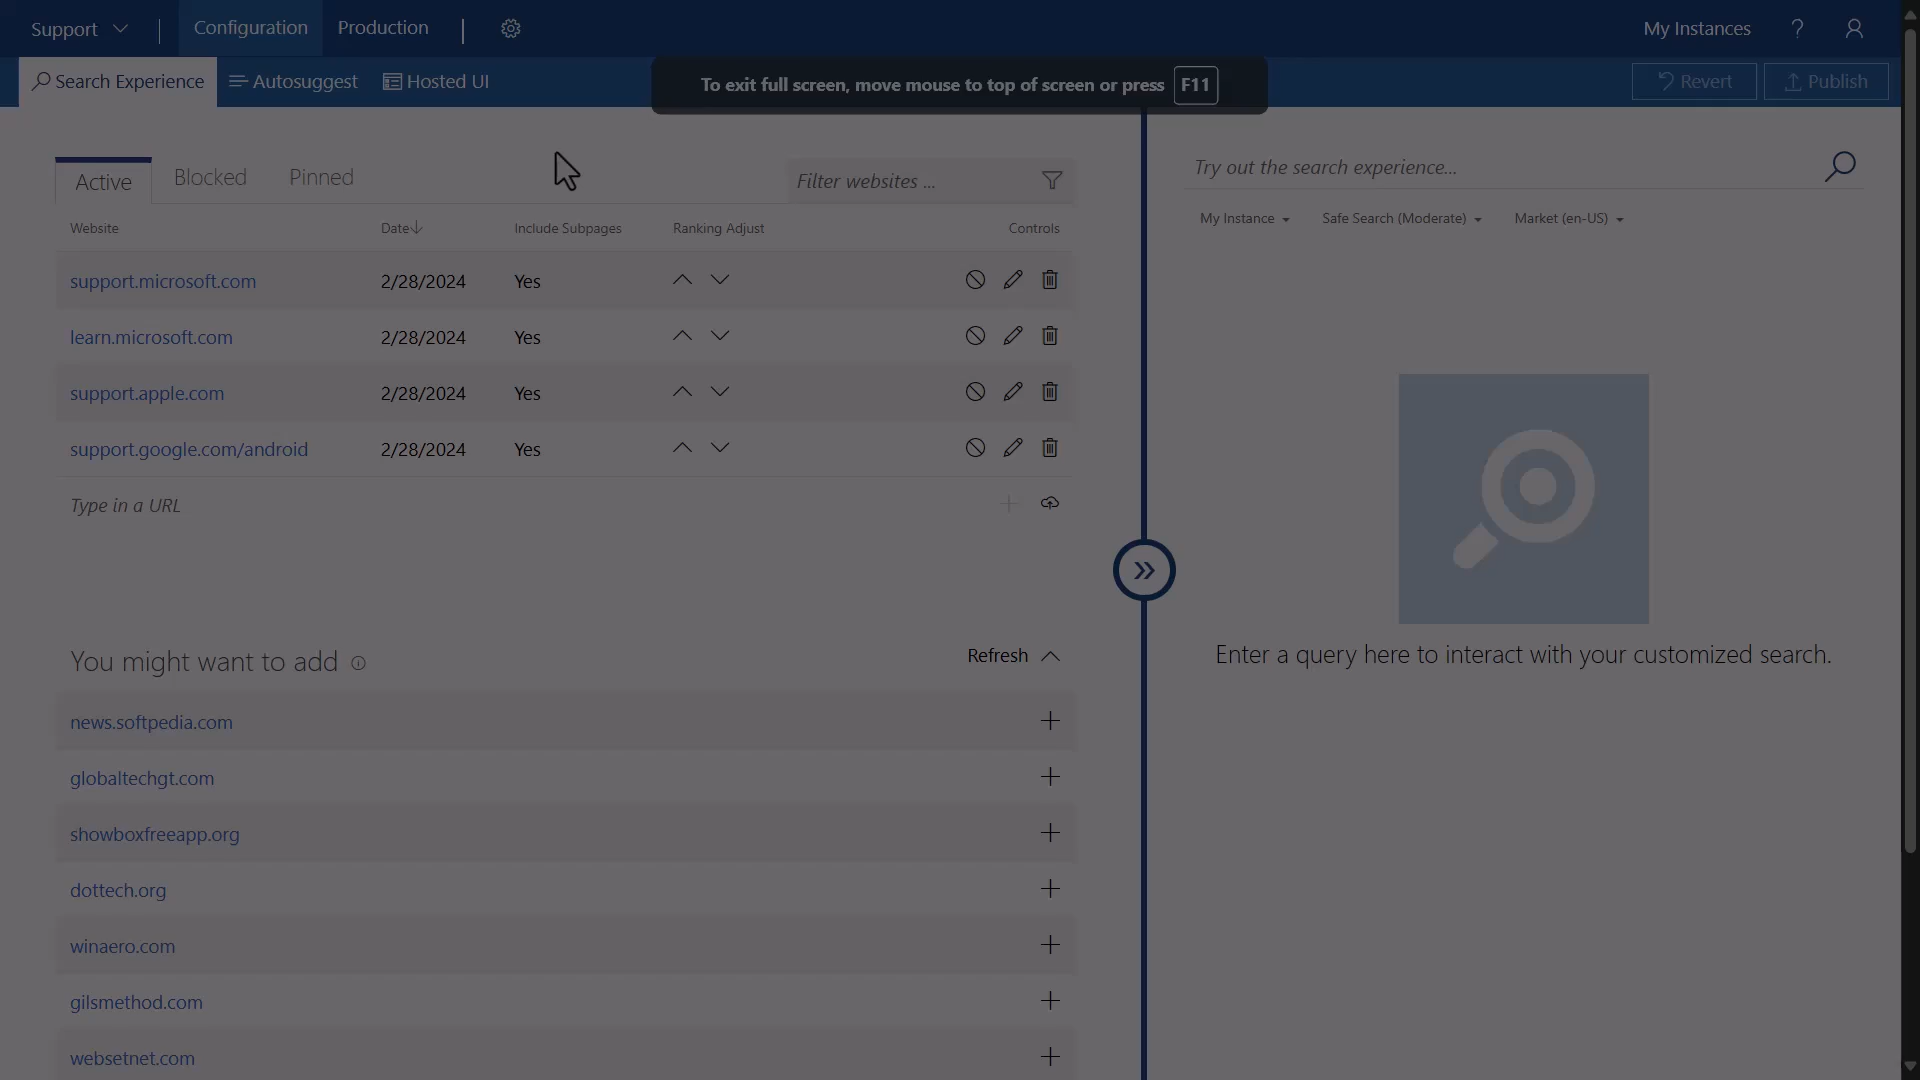 Support
Configuration
Production
My Instances
?
Search Experience
Autosuggest
Hosted UI
To exit full screen, move mouse to top of screen or press F11
Revert
Publish
Active
Blocked
Pinned
Filter websites ...
Website
Date
Include Subpages
Ranking Adjust
Controls
support.microsoft.com 2/28/2024 Yes
learn.microsoft.com 2/28/2024 Yes
support.apple.com 2/28/2024 Yes
support.google.com/android 2/28/2024 Yes
Type in a URL
You might want to add
Refresh
news.softpedia.com
globaltechgt.com
showboxfreeapp.org
dottech.org
winaero.com
gilsmethod.com
websetnet.com
Try out the search experience...
My Instance
Safe Search (Moderate)
Market (en-US)
Enter a query here to interact with your customized search.